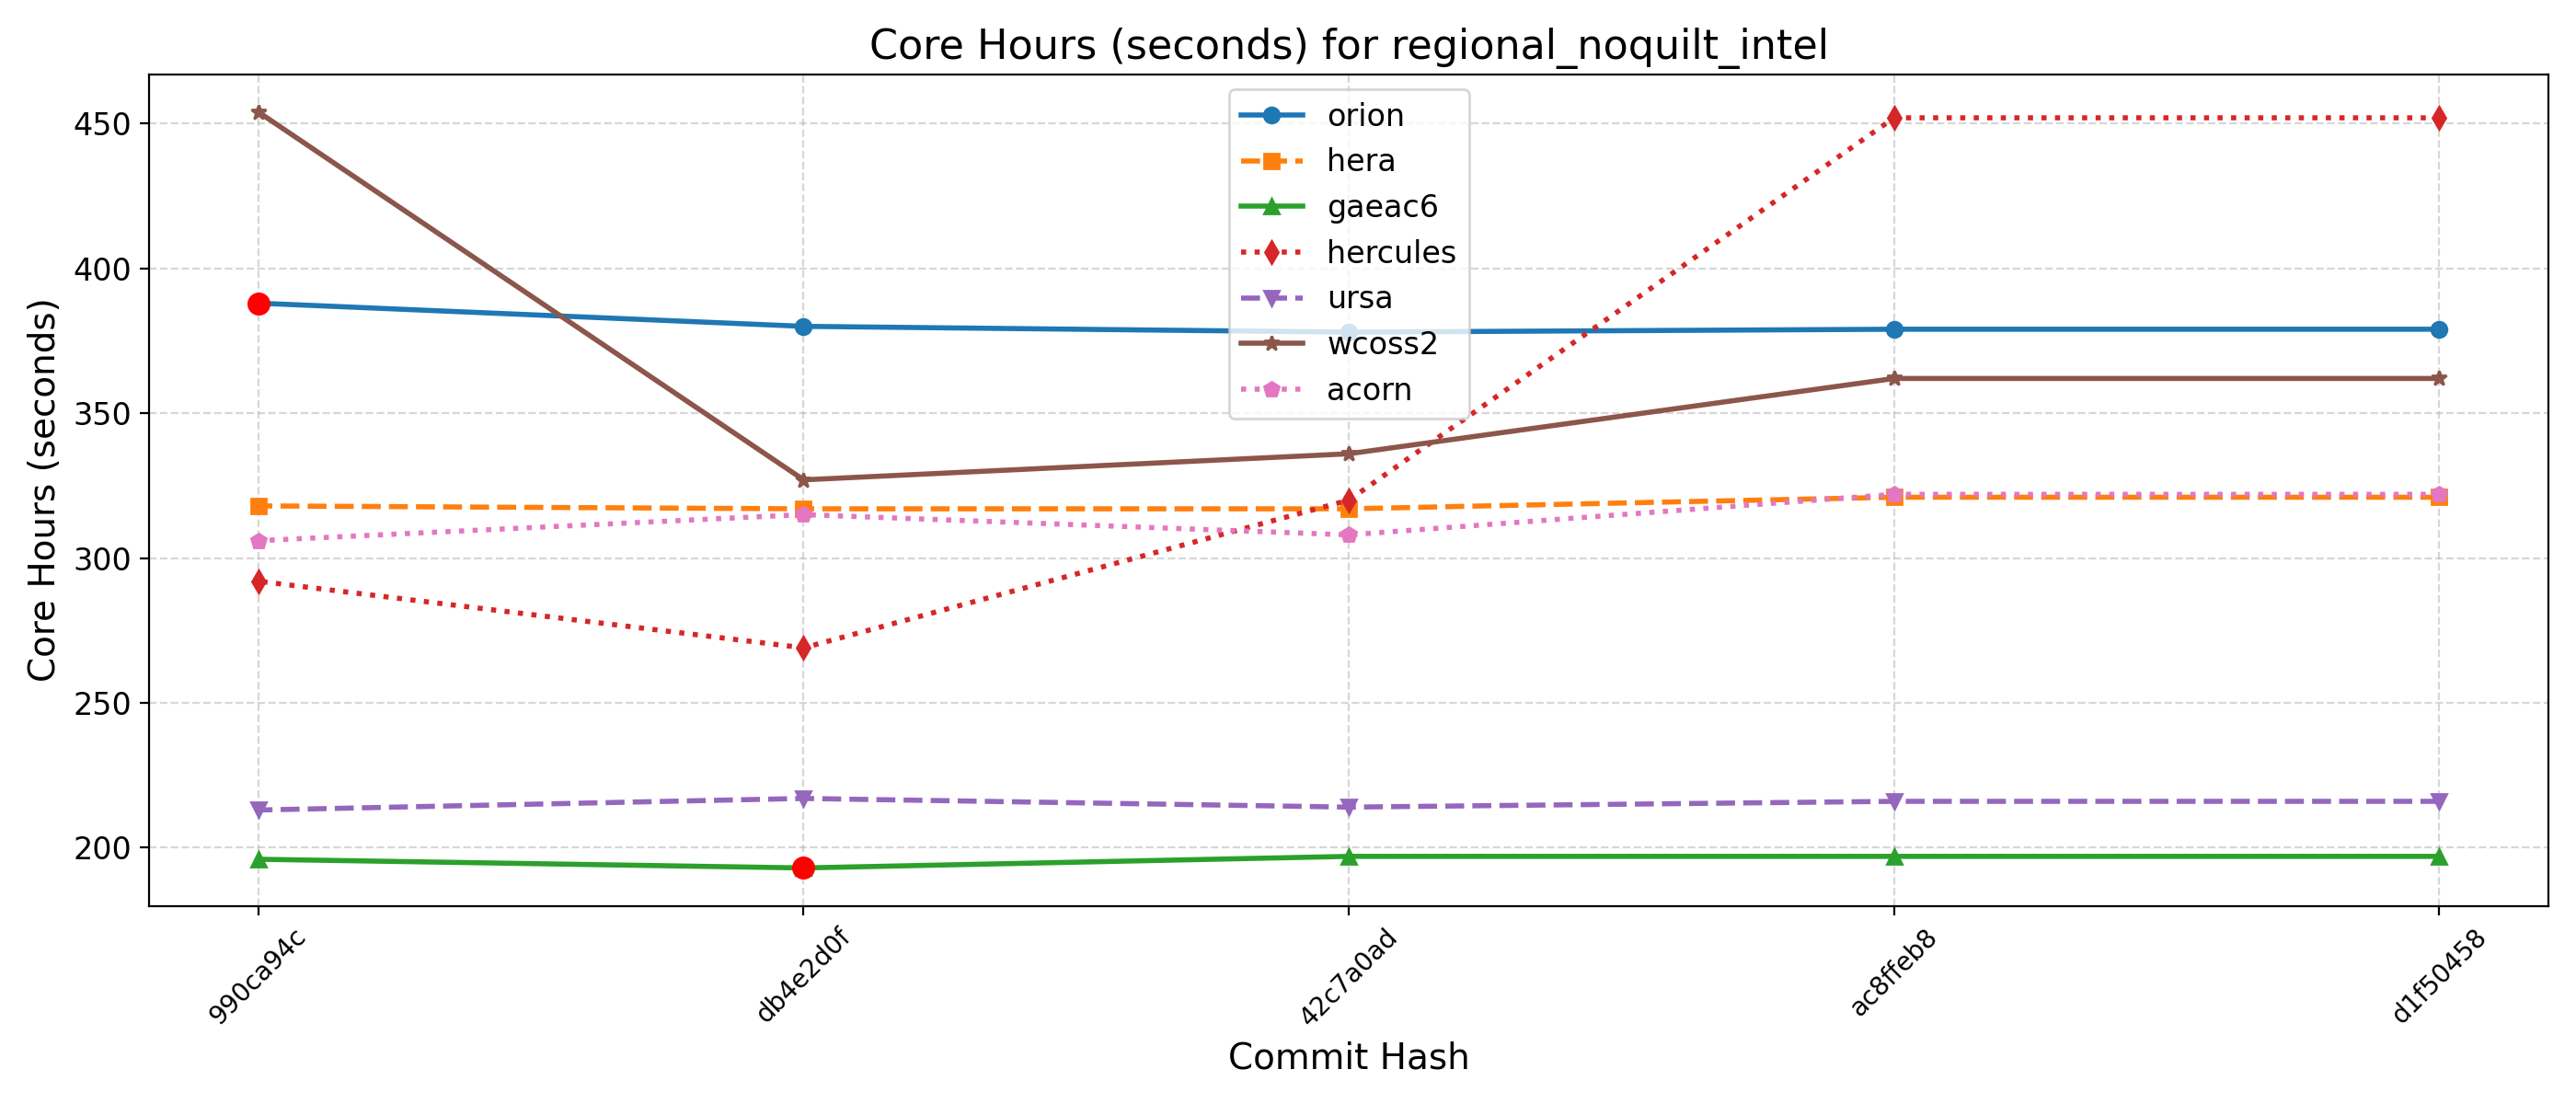 Core Hours (seconds) for regional_noquilt_intel
Core Hours (seconds)
450
400
350
300
250
200
orion
hera
gaeac6
hercules
ursa
wcoss2
acorn
990ca94c
db4e2d0f
42c7a0ad
ac8ffeb8
d1f50458
Commit Hash